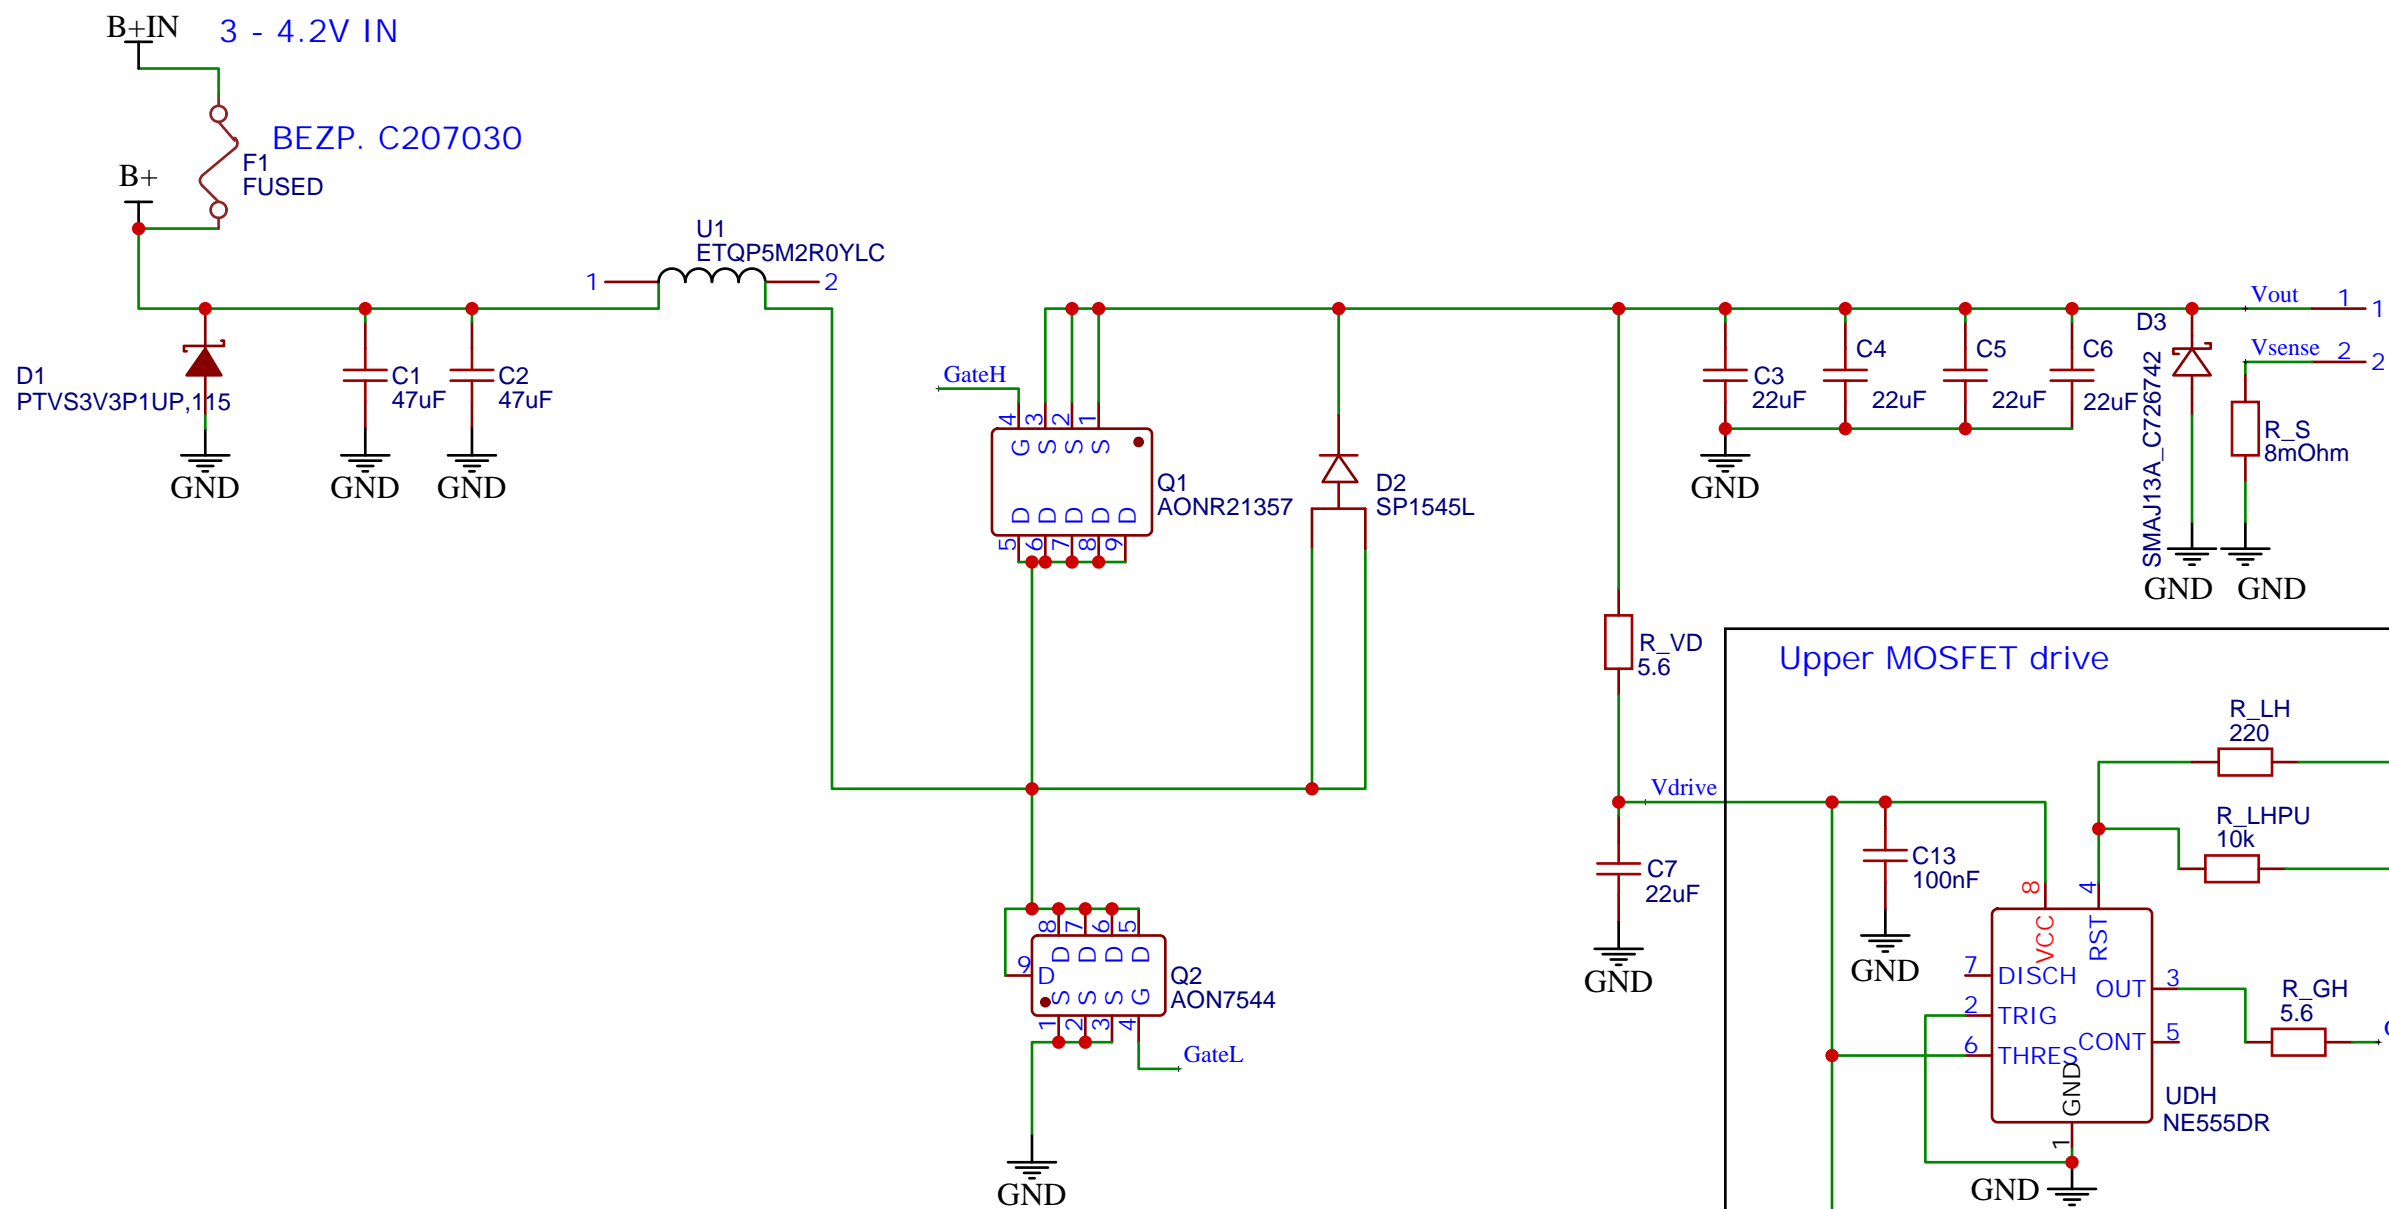 B+IN
3 - 4.2V IN
BEZP. C207030
F1
FUSED
B+
U1
ETQP5M2R0YLC
1
2
D1
PTVS3V3P1UP,115
GND
C1
47uF
GND
C2
47uF
GND
GateH
4
3
2
1
G
S
S
S
D
D
D
D
D
5
6
7
8
9
Q1
AONR21357
D2
SP1545L
C3
22uF
C4
22uF
C5
22uF
C6
22uF
GND
D3
SMAJ13A_C726742
GND
Vout
1
1
Vsense
2
2
R_S
8mOhm
GND
R_VD
5.6
Vdrive
C7
22uF
GND
8
7
6
5
9
D
D
D
D
D
S
S
S
G
1
2
3
4
Q2
AON7544
GateL
GND
Upper MOSFET drive
R_LH
220
R_LHPU
10k
C13
100nF
GND
8
4
VCC
RST
7
DISCH
2
TRIG
6
THRES
OUT
3
CONT
5
GND
1
UDH
NE555DR
R_GH
5.6
GND